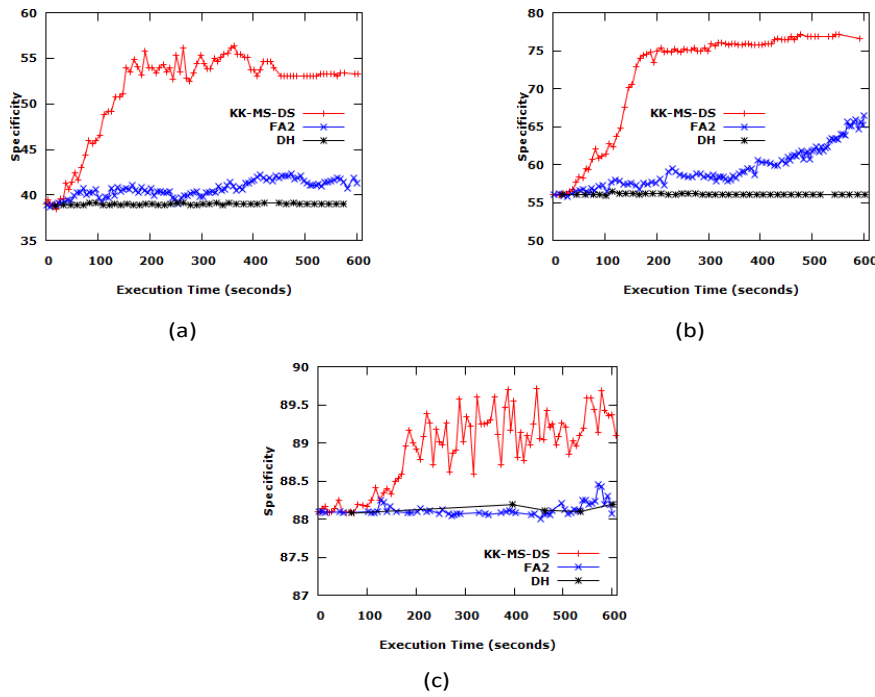 60
55
50
45
40
35
Specificity
KK-MS-DS
FA2
DH
0 100 200 300 400 500 600
Execution Time (seconds)
(a)
80
75
70
65
60
55
50
Specificity
KK-MS-DS
FA2
DH
0 100 200 300 400 500 600
Execution Time (seconds)
(b)
90
89.5
89
88.5
88
87.5
87
Specificity
KK-MS-DS
FA2
DH
0 100 200 300 400 500 600
Execution Time (seconds)
(c)